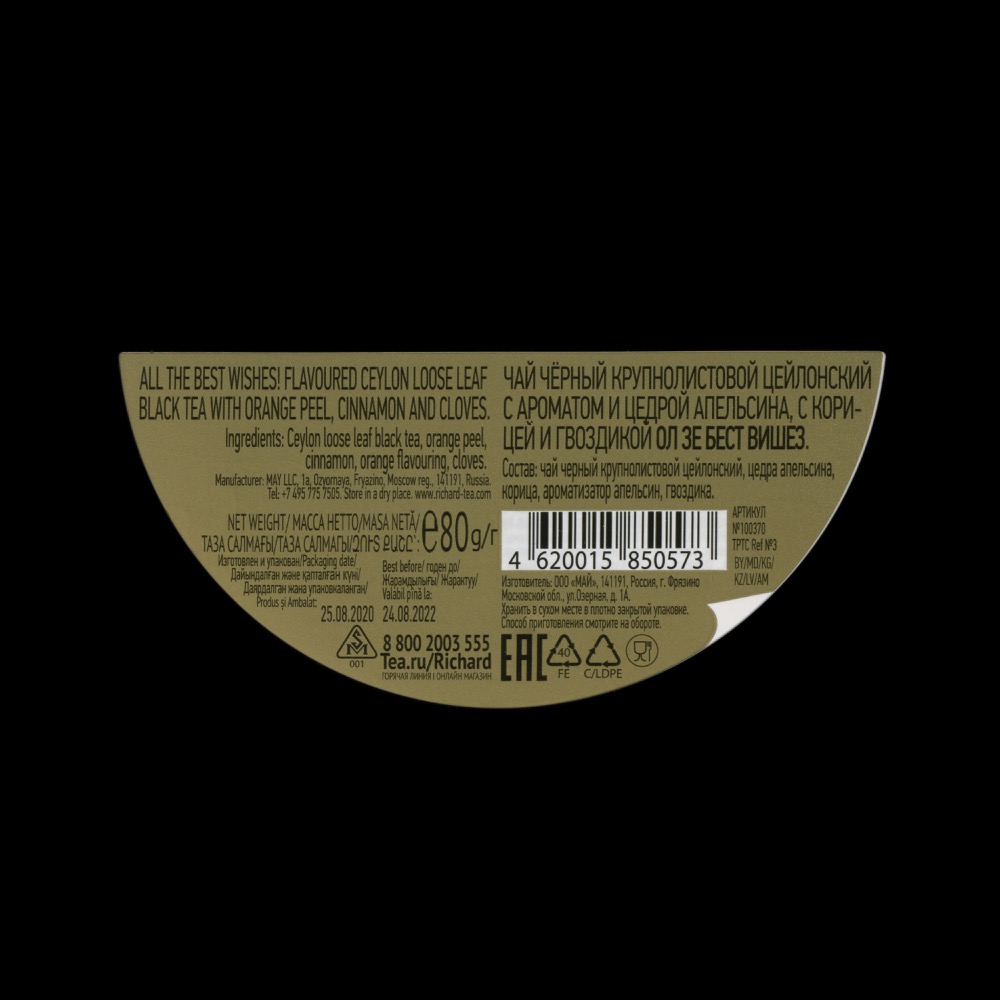 ALL THE BEST WISHES! FLAVOURED CEYLON LOOSE LEAF
BLACK TEA WITH ORANGE PEEL, CINNAMON AND CLOVES.
Ingredients: Ceylon loose leaf black tea, orange peel,
cinnamon, orange flavouring, cloves.
Manufacturer: MAY LLC, 1a, Ozyornaya, Fryazino, Moscow reg., 141191, Russia.
Tel: +7 495 775 7505. Store in a dry place. www.richard-tea.com
NET WEIGHT/ МАССА НЕТТО/MASA NETĂ/
ТАЗА САЛМАҒЫ/ТАЗА САЛМАГЫ/ԶՈՒՏ ՔԱՇԸ՝:
℮80g/г
Изготовлен и упакован/Packaging date/
Дайындалған және қапталған күні/
Даярдалган жана упаковкаланган/
Produs și Ambalat:
25.08.2020
Best before/ годен до/
Жарамдылығы/ Жарактуу/
Valabil pînă la:
24.08.2022
SM
001
8 800 2003 555
Tea.ru/Richard
ГОРЯЧАЯ ЛИНИЯ | ОНЛАЙН МАГАЗИН
ЧАЙ ЧЁРНЫЙ КРУПНОЛИСТОВОЙ ЦЕЙЛОНСКИЙ
С АРОМАТОМ И ЦЕДРОЙ АПЕЛЬСИНА, С КОРИ-
ЦЕЙ И ГВОЗДИКОЙ ОЛ ЗЕ БЕСТ ВИШЕЗ.
Состав: чай черный крупнолистовой цейлонский, цедра апельсина,
корица, ароматизатор апельсин, гвоздика.
4 620015 850573
АРТИКУЛ
№100370
ТРТС Ref №3
BY/MD/KG/
KZ/LV/AM
Изготовитель: ООО «МАЙ», 141191, Россия, г. Фрязино
Московской обл., ул.Озерная, д. 1А.
Хранить в сухом месте в плотно закрытой упаковке.
Способ приготовления смотрите на обороте.
EAC
40
FE
C/LDPE